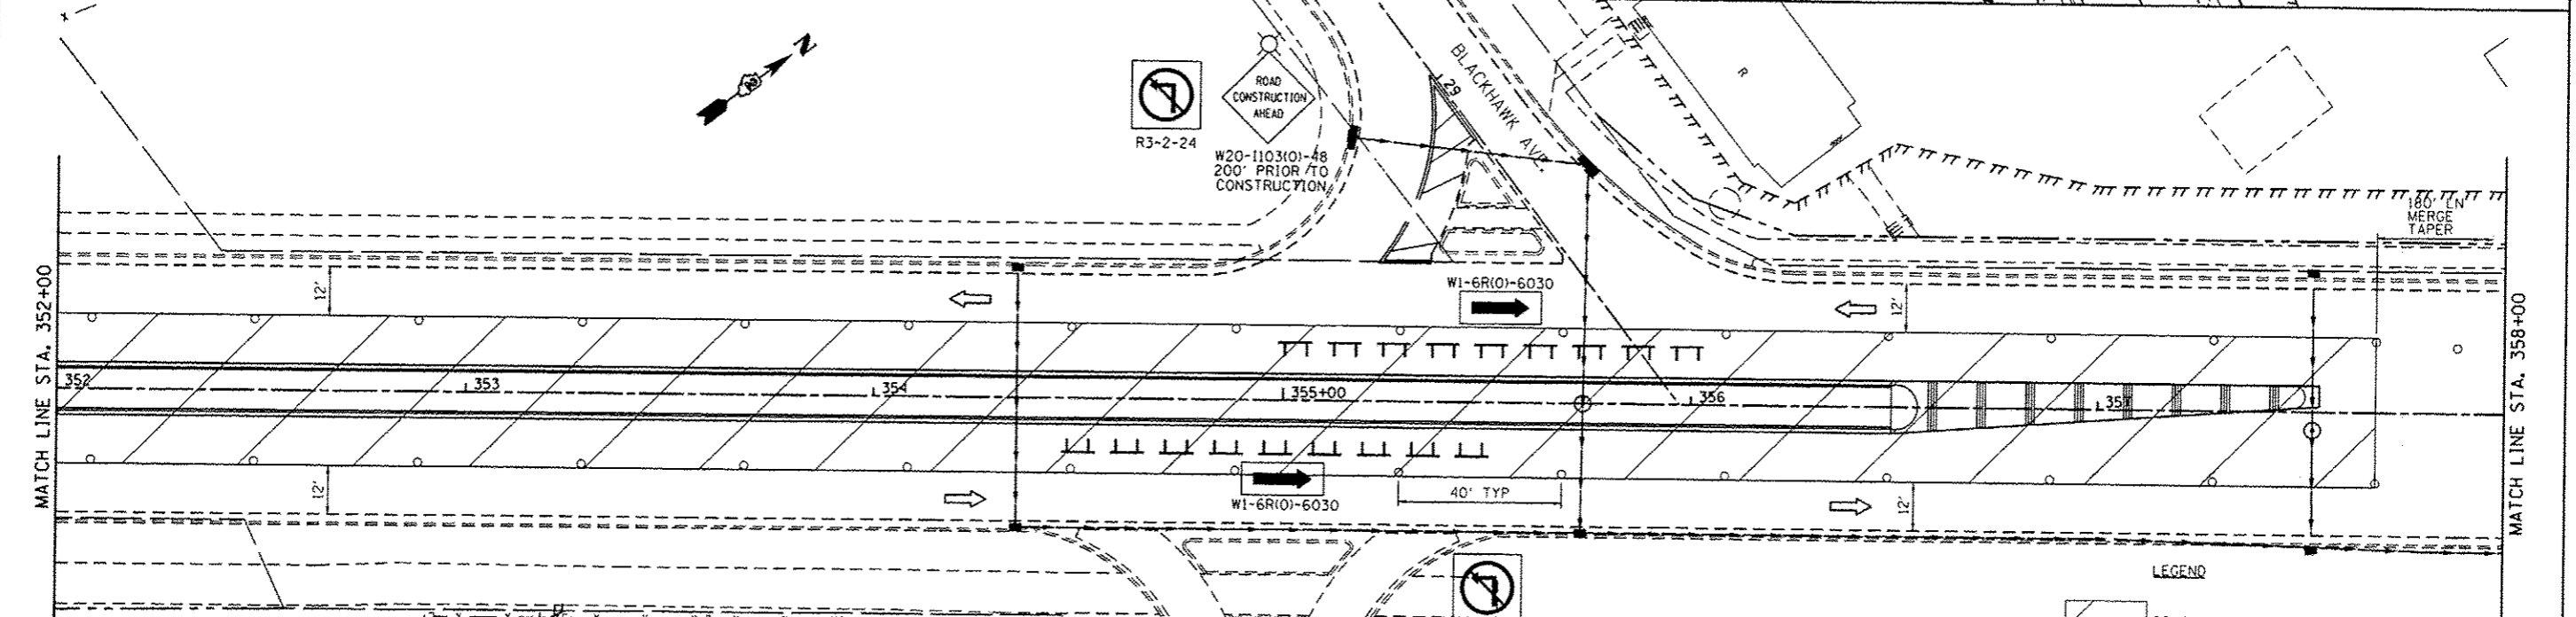 N
R3-2-24
ROAD
CONSTRUCTION
AHEAD
W20-I103(O)-48
200' PRIOR TO
CONSTRUCTION
29
BLACKHAWK AVE.
R
180' LN
MERGE
TAPER
MATCH LINE STA. 352+00
12'
W1-6R(O)-6030
12'
352
353
354
355+00
356
357
12'
W1-6R(O)-6030
40' TYP
12'
MATCH LINE STA. 358+00
LEGEND